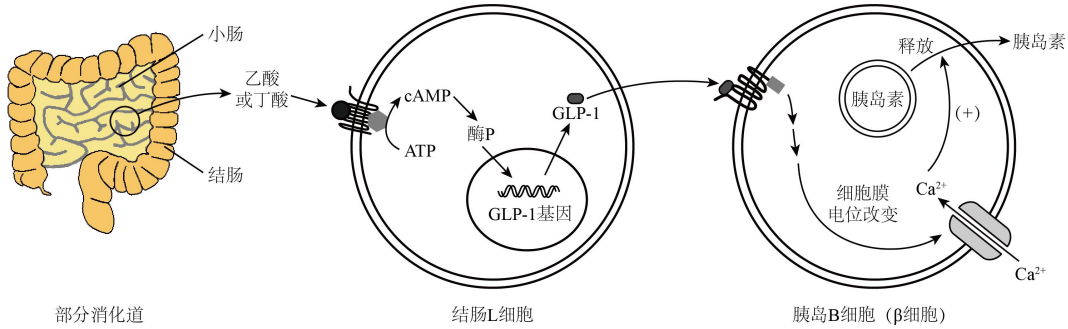 小肠
乙酸
或丁酸
结肠
部分消化道
cAMP
ATP
酶P
GLP-1
GLP-1基因
结肠L细胞
释放
胰岛素
胰岛素
(+)
细胞膜
电位改变
Ca²⁺
Ca²⁺
胰岛B细胞（β细胞）